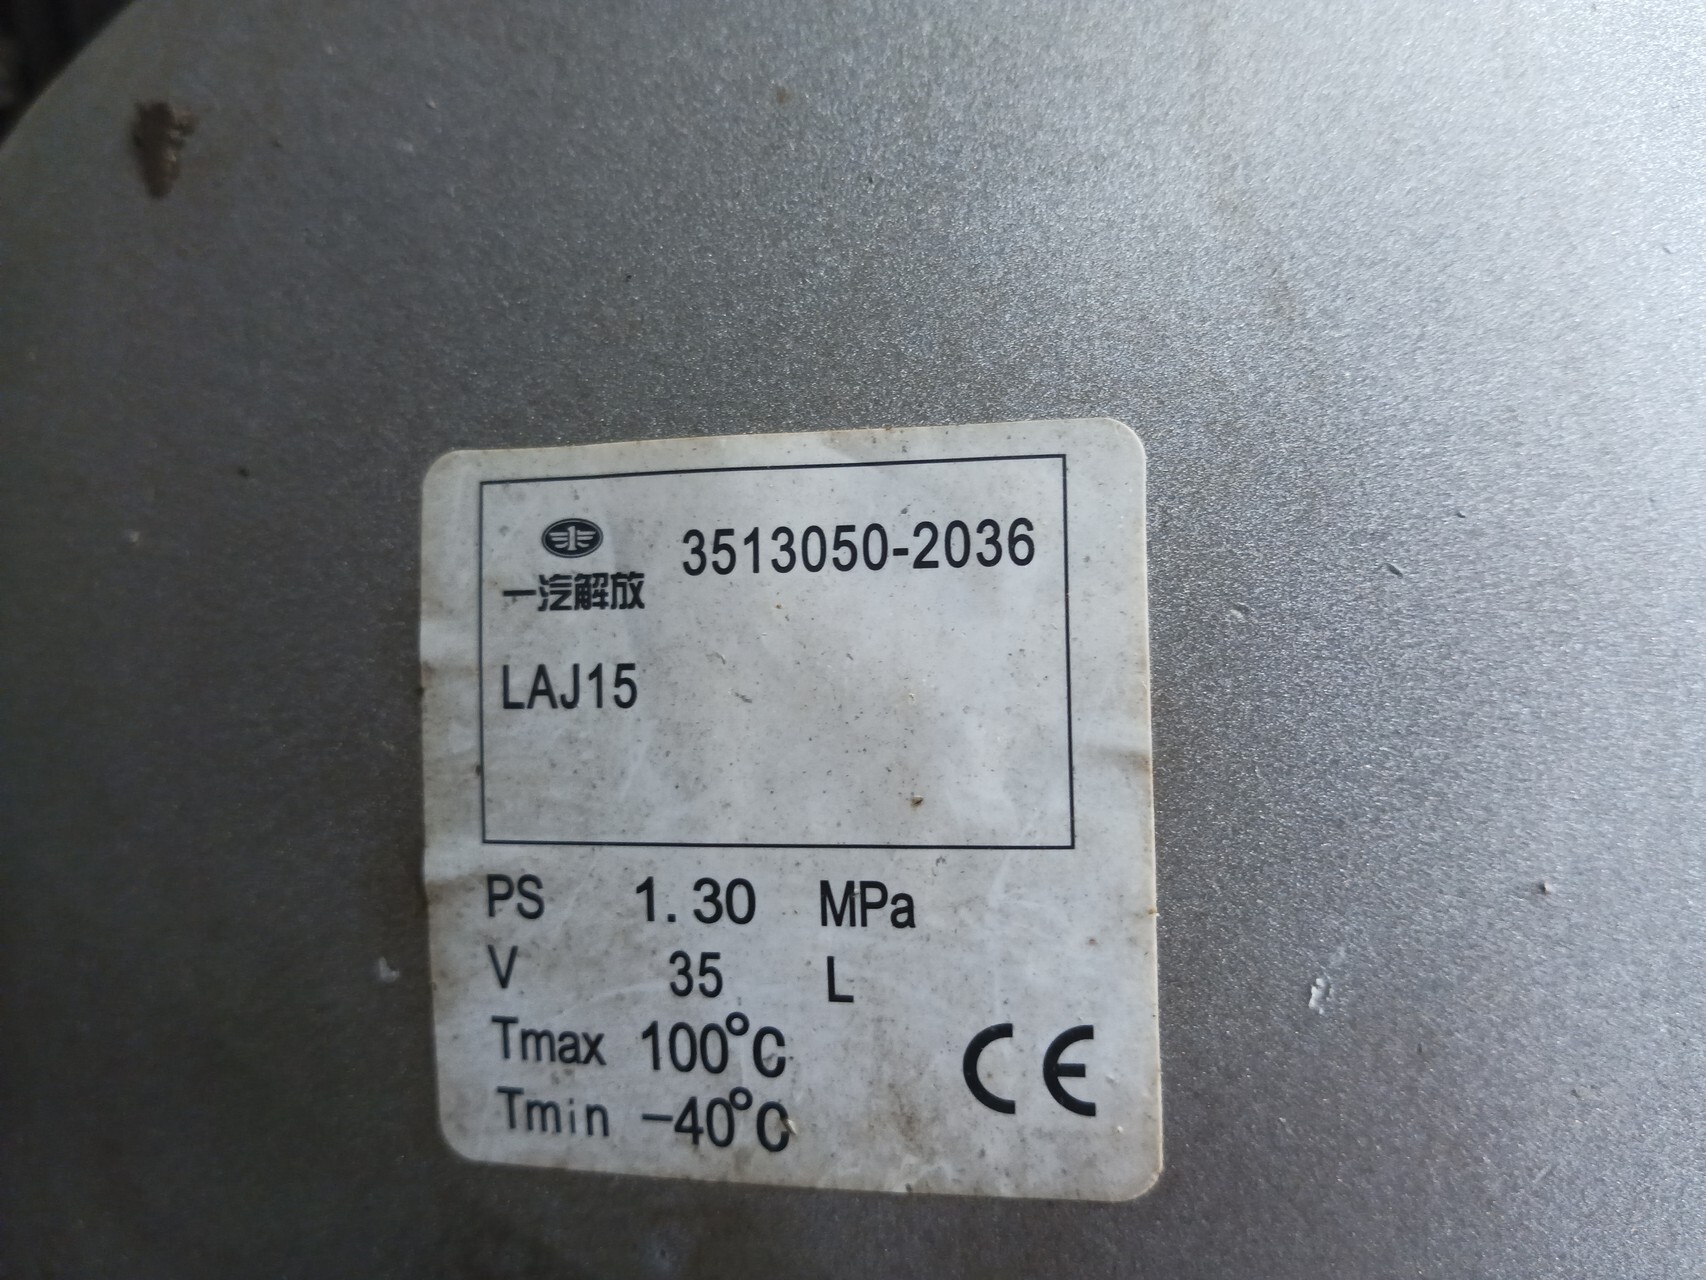 3513050-2036
一汽解放
LAJ15
PS 1.30 MPa
V 35 L
Tmax 100°C
Tmin -40°C
CE